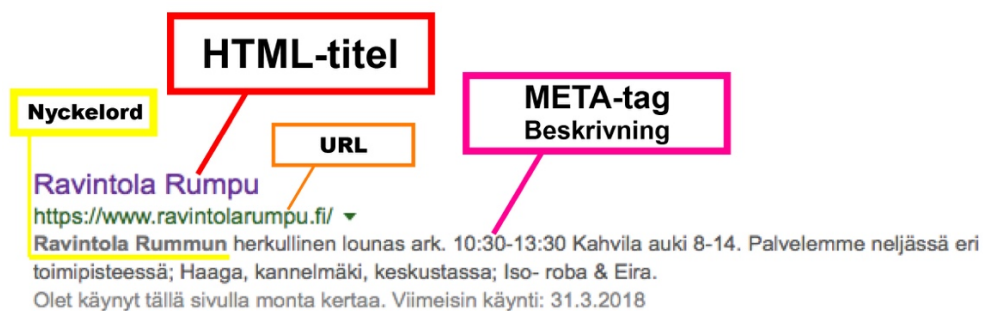 HTML-titel
META-tag
Beskrivning
Nyckelord
URL
Ravintola Rumpu
https://www.ravintolarumpu.fi/
Ravintola Rummun herkullinen lounas ark. 10:30-13:30 Kahvila auki 8-14. Palvelemme neljässä eri
toimipisteessä; Haaga, kannelmäki, keskustassa; Iso- roba & Eira.
Olet käynyt tällä sivulla monta kertaa. Viimeisin käynti: 31.3.2018